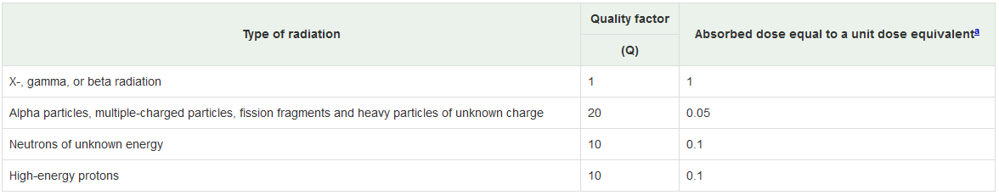 Type of radiation
Quality factor
(Q)
Absorbed dose equal to a unit dose equivalenta
X-, gamma, or beta radiation 1 1
Alpha particles, multiple-charged particles, fission fragments and heavy particles of unknown charge 20 0.05
Neutrons of unknown energy 10 0.1
High-energy protons 10 0.1